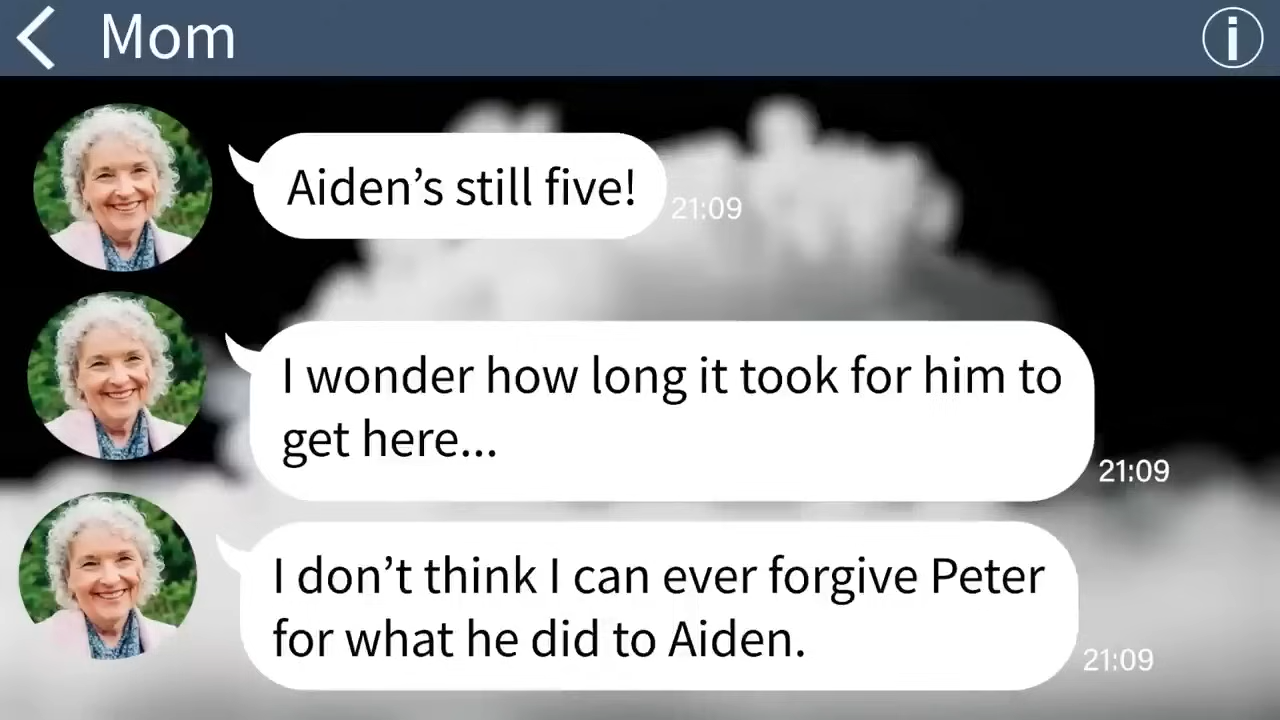 Mom
Aiden’s still five!
21:09
I wonder how long it took for him to
get here...
21:09
I don’t think I can ever forgive Peter
for what he did to Aiden.
21:09